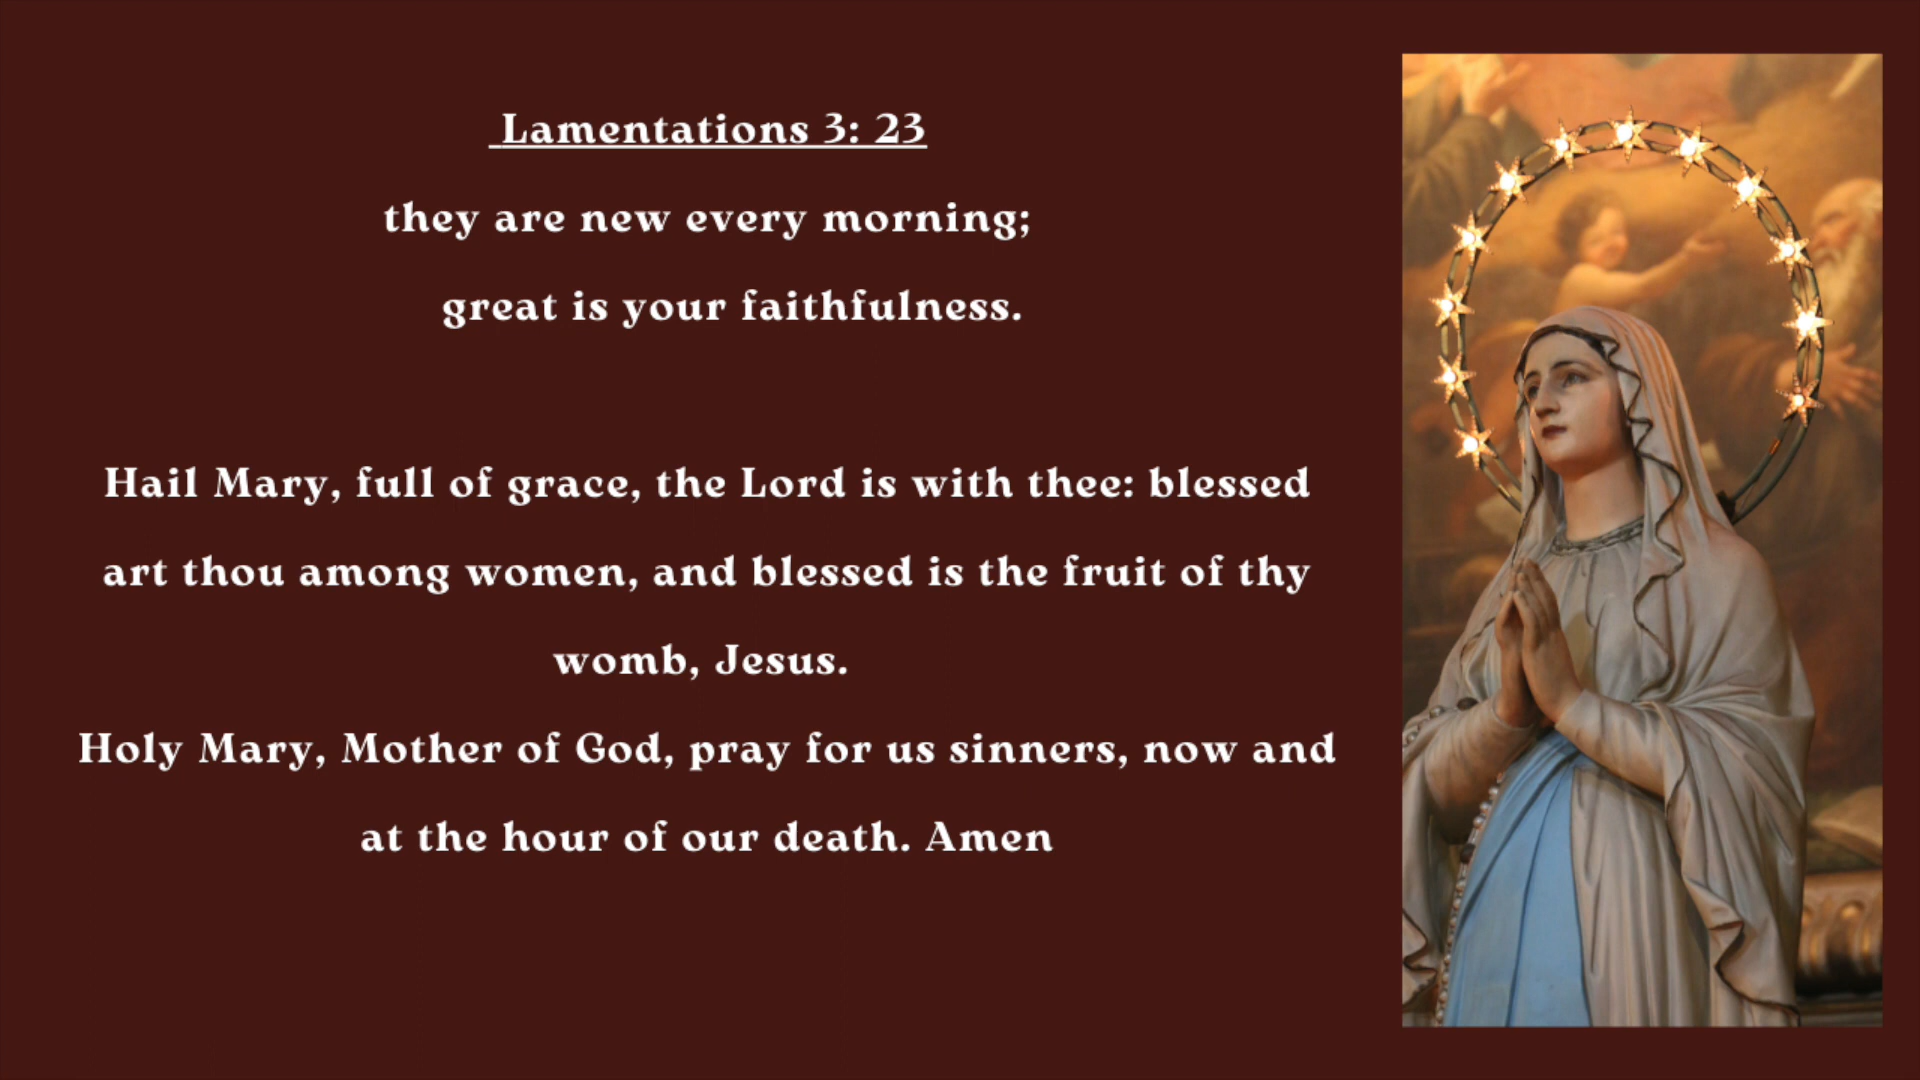 Lamentations 3: 23
they are new every morning;
great is your faithfulness.
Hail Mary, full of grace, the Lord is with thee: blessed
art thou among women, and blessed is the fruit of thy
womb, Jesus.
Holy Mary, Mother of God, pray for us sinners, now and
at the hour of our death. Amen